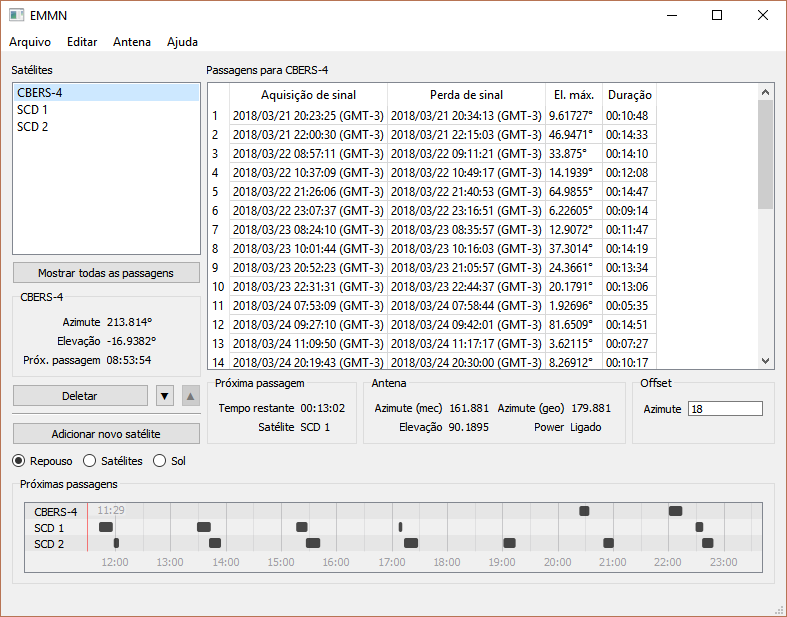 EMMN
Arquivo Editar Antena Ajuda
Satélites
CBERS-4
SCD 1
SCD 2
Mostrar todas as passagens
CBERS-4
Azimute 213.814°
Elevação -16.9382°
Próx. passagem 08:53:54
Deletar ▼ ▲
Adicionar novo satélite
Repouso Satélites Sol
Passagens para CBERS-4
Aquisição de sinal Perda de sinal El. máx. Duração
1 2018/03/21 20:23:25 (GMT-3) 2018/03/21 20:34:13 (GMT-3) 9.61727° 00:10:48
2 2018/03/21 22:00:30 (GMT-3) 2018/03/21 22:15:03 (GMT-3) 46.9471° 00:14:33
3 2018/03/22 08:57:11 (GMT-3) 2018/03/22 09:11:21 (GMT-3) 33.875° 00:14:10
4 2018/03/22 10:37:09 (GMT-3) 2018/03/22 10:49:17 (GMT-3) 14.1939° 00:12:08
5 2018/03/22 21:26:06 (GMT-3) 2018/03/22 21:40:53 (GMT-3) 64.9855° 00:14:47
6 2018/03/22 23:07:37 (GMT-3) 2018/03/22 23:16:51 (GMT-3) 6.22605° 00:09:14
7 2018/03/23 08:24:10 (GMT-3) 2018/03/23 08:35:57 (GMT-3) 12.9072° 00:11:47
8 2018/03/23 10:01:44 (GMT-3) 2018/03/23 10:16:03 (GMT-3) 37.3014° 00:14:19
9 2018/03/23 20:52:23 (GMT-3) 2018/03/23 21:05:57 (GMT-3) 24.3661° 00:13:34
10 2018/03/23 22:31:31 (GMT-3) 2018/03/23 22:44:37 (GMT-3) 20.1791° 00:13:06
11 2018/03/24 07:53:09 (GMT-3) 2018/03/24 07:58:44 (GMT-3) 1.92696° 00:05:35
12 2018/03/24 09:27:10 (GMT-3) 2018/03/24 09:42:01 (GMT-3) 81.6509° 00:14:51
13 2018/03/24 11:09:50 (GMT-3) 2018/03/24 11:17:17 (GMT-3) 3.62115° 00:07:27
14 2018/03/24 20:19:43 (GMT-3) 2018/03/24 20:30:00 (GMT-3) 8.26912° 00:10:17
Próxima passagem
Tempo restante 00:13:02
Satélite SCD 1
Antena
Azimute (mec) 161.881 Azimute (geo) 179.881
Elevação 90.1895 Power Ligado
Offset
Azimute 18
Próximas passagens
CBERS-4 11:29
SCD 1
SCD 2
12:00 13:00 14:00 15:00 16:00 17:00 18:00 19:00 20:00 21:00 22:00 23:00